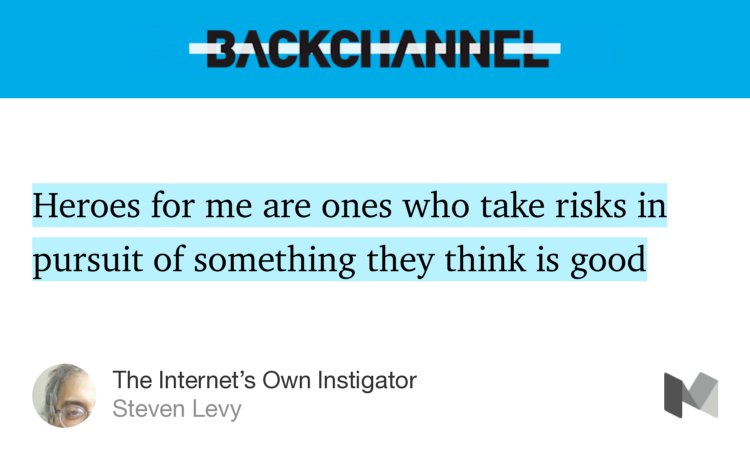 BACKCHANNEL
Heroes for me are ones who take risks in
pursuit of something they think is good
The Internet’s Own Instigator
Steven Levy